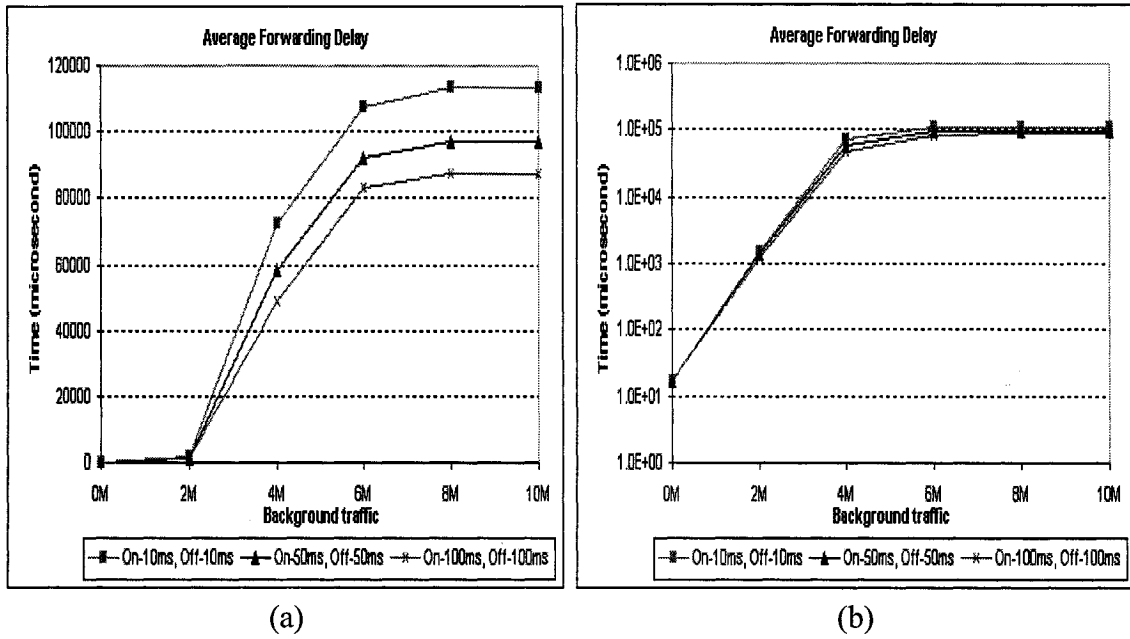 Average Forwarding Delay
120000
100000
80000
60000
40000
20000
0
Time (microsecond)
0M 2M 4M 6M 8M 10M
Background traffic
On-10ms, Off-10ms On-50ms, Off-50ms On-100ms, Off-100ms
(a)
Average Forwarding Delay
1.0E+06
1.0E+05
1.0E+04
1.0E+03
1.0E+02
1.0E+01
1.0E+00
Time (microsecond)
0M 2M 4M 6M 8M 10M
Background traffic
On-10ms, Off-10ms On-50ms, Off-50ms On-100ms, Off-100ms
(b)